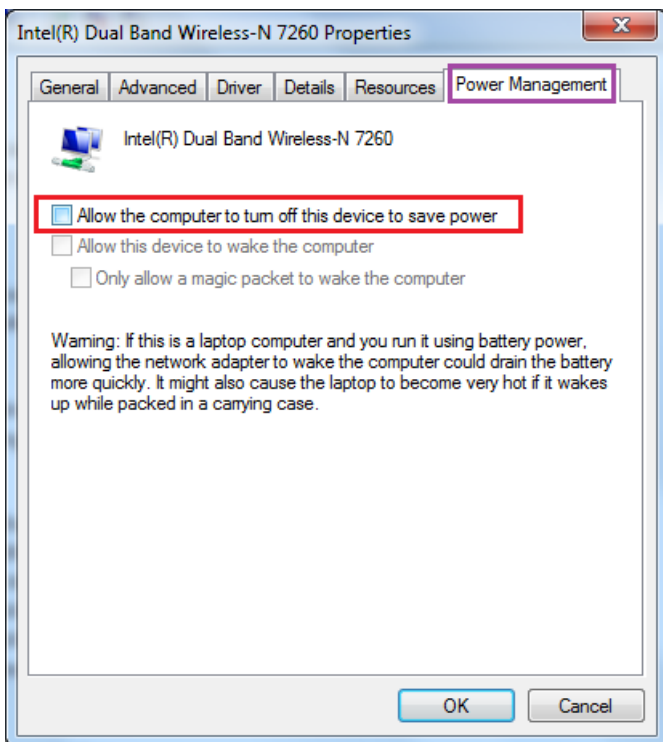 Intel(R) Dual Band Wireless-N 7260 Properties
X
General Advanced Driver Details Resources Power Management
Intel(R) Dual Band Wireless-N 7260
Allow the computer to turn off this device to save power
Allow this device to wake the computer
Only allow a magic packet to wake the computer
Warning: If this is a laptop computer and you run it using battery power,
allowing the network adapter to wake the computer could drain the battery
more quickly. It might also cause the laptop to become very hot if it wakes
up while packed in a carrying case.
OK Cancel